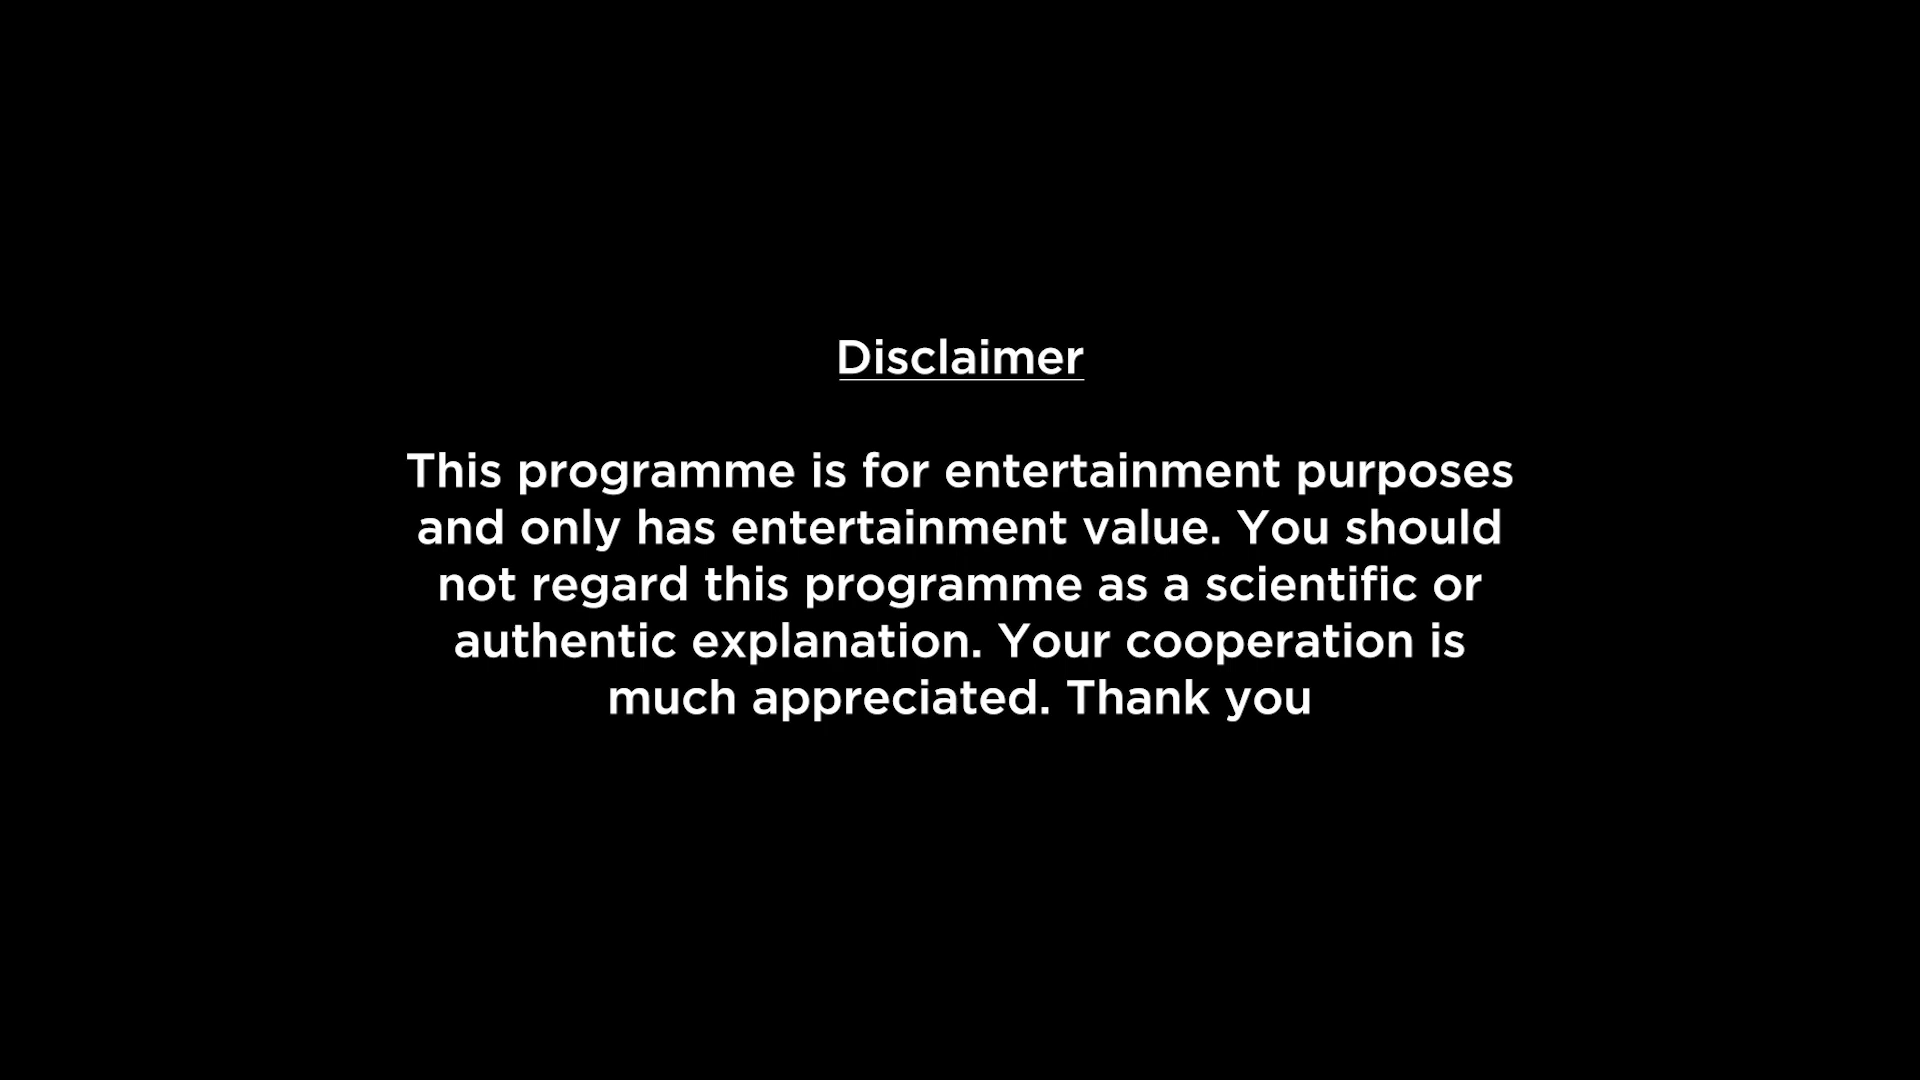 Disclaimer
This programme is for entertainment purposes
and only has entertainment value. You should
not regard this programme as a scientific or
authentic explanation. Your cooperation is
much appreciated. Thank you